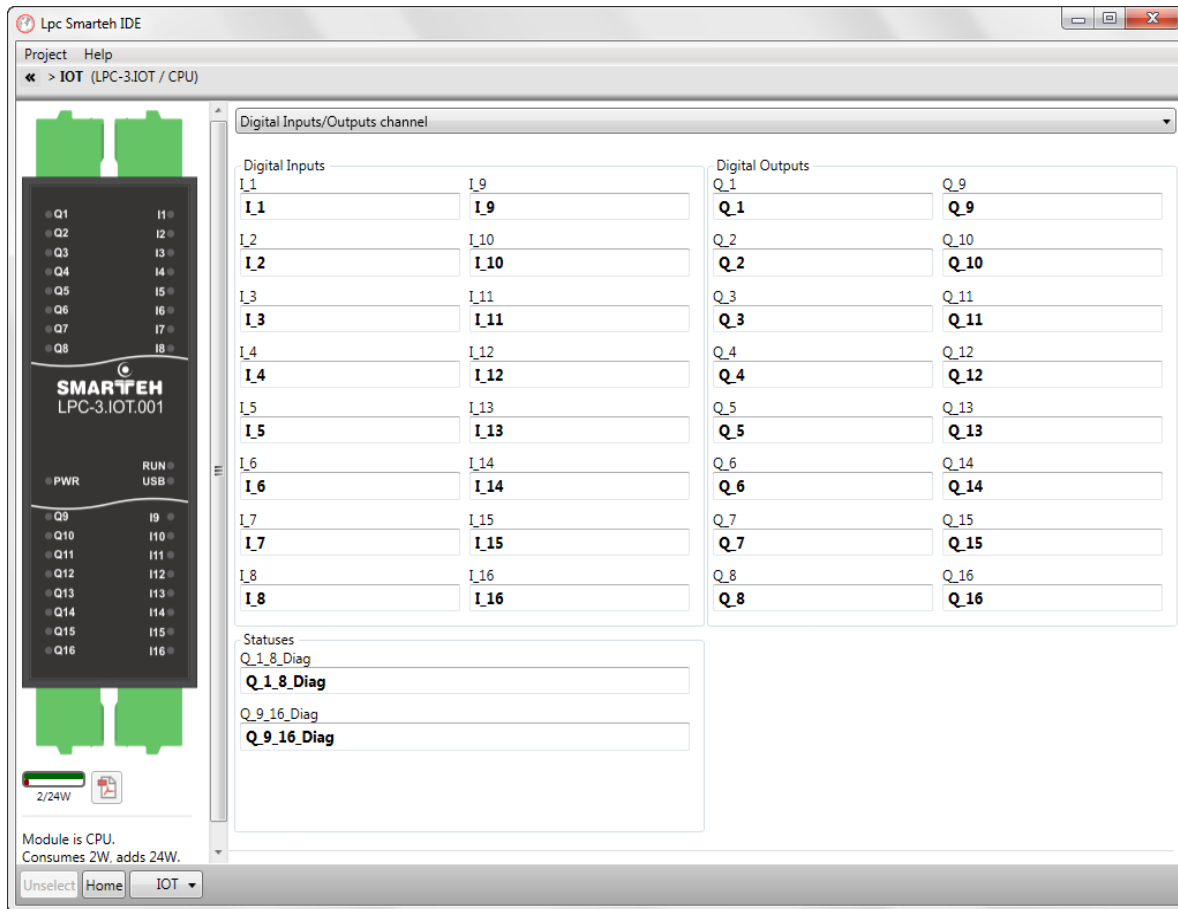 Lpc Smarteh IDE
Project Help
« > IOT (LPC-3.IOT / CPU)
Q1 I1
Q2 I2
Q3 I3
Q4 I4
Q5 I5
Q6 I6
Q7 I7
Q8 I8
SMARTEH
LPC-3.IOT.001
RUN
PWR USB
Q9 I9
Q10 I10
Q11 I11
Q12 I12
Q13 I13
Q14 I14
Q15 I15
Q16 I16
2/24W
Module is CPU.
Consumes 2W, adds 24W.
Digital Inputs/Outputs channel
Digital Inputs
I_1 I_9
I_1 I_9
I_2 I_10
I_2 I_10
I_3 I_11
I_3 I_11
I_4 I_12
I_4 I_12
I_5 I_13
I_5 I_13
I_6 I_14
I_6 I_14
I_7 I_15
I_7 I_15
I_8 I_16
I_8 I_16
Digital Outputs
Q_1 Q_9
Q_1 Q_9
Q_2 Q_10
Q_2 Q_10
Q_3 Q_11
Q_3 Q_11
Q_4 Q_12
Q_4 Q_12
Q_5 Q_13
Q_5 Q_13
Q_6 Q_14
Q_6 Q_14
Q_7 Q_15
Q_7 Q_15
Q_8 Q_16
Q_8 Q_16
Statuses
Q_1_8_Diag
Q_1_8_Diag
Q_9_16_Diag
Q_9_16_Diag
Unselect Home IOT